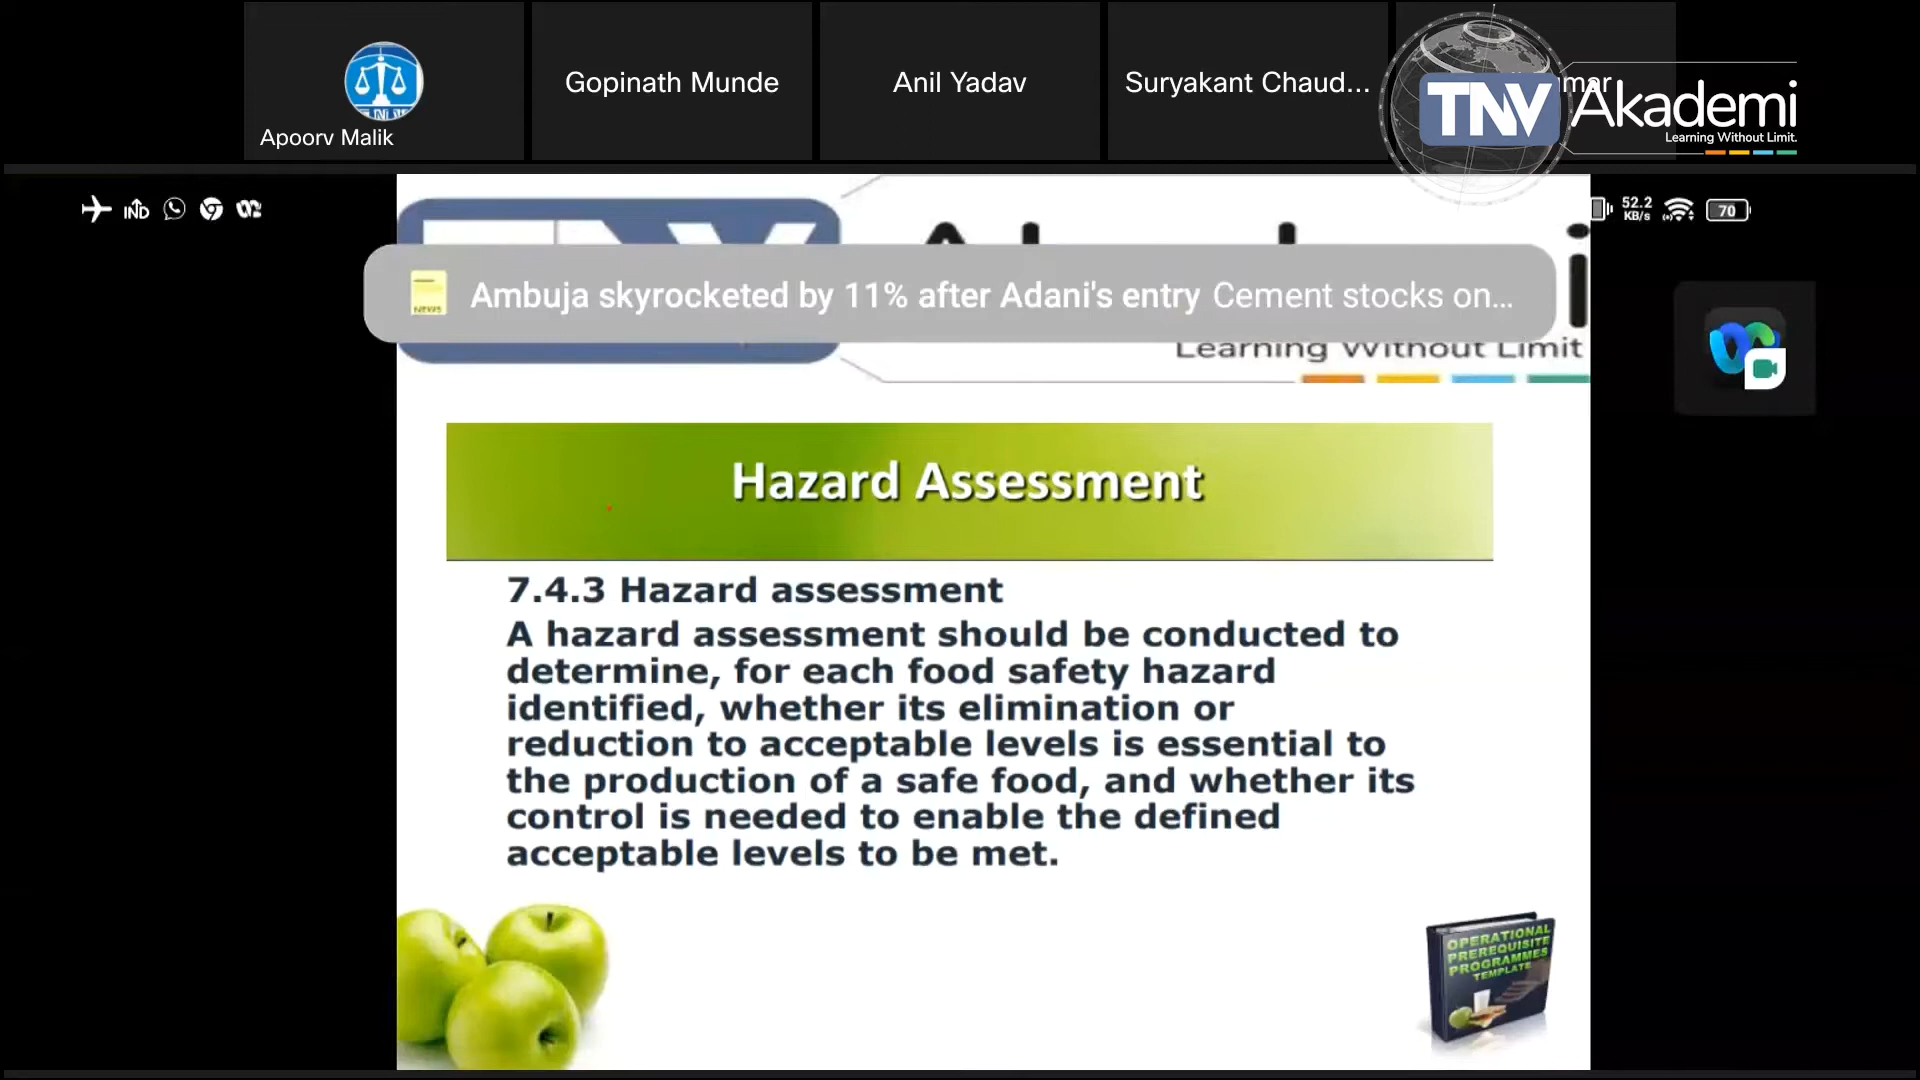 Gopinath Munde
Anil Yadav
Suryakant Chaud...
mar
Apoorv Malik
TNV Akademi
Learning Without Limit.
IND
52.2
KB/s
70
NEWS
Ambuja skyrocketed by 11% after Adani's entry Cement stocks on...
Learning Without Limit
Hazard Assessment
7.4.3 Hazard assessment
A hazard assessment should be conducted to
determine, for each food safety hazard
identified, whether its elimination or
reduction to acceptable levels is essential to
the production of a safe food, and whether its
control is needed to enable the defined
acceptable levels to be met.
OPERATIONAL
PREREQUISITE
PROGRAMMES
TEMPLATE